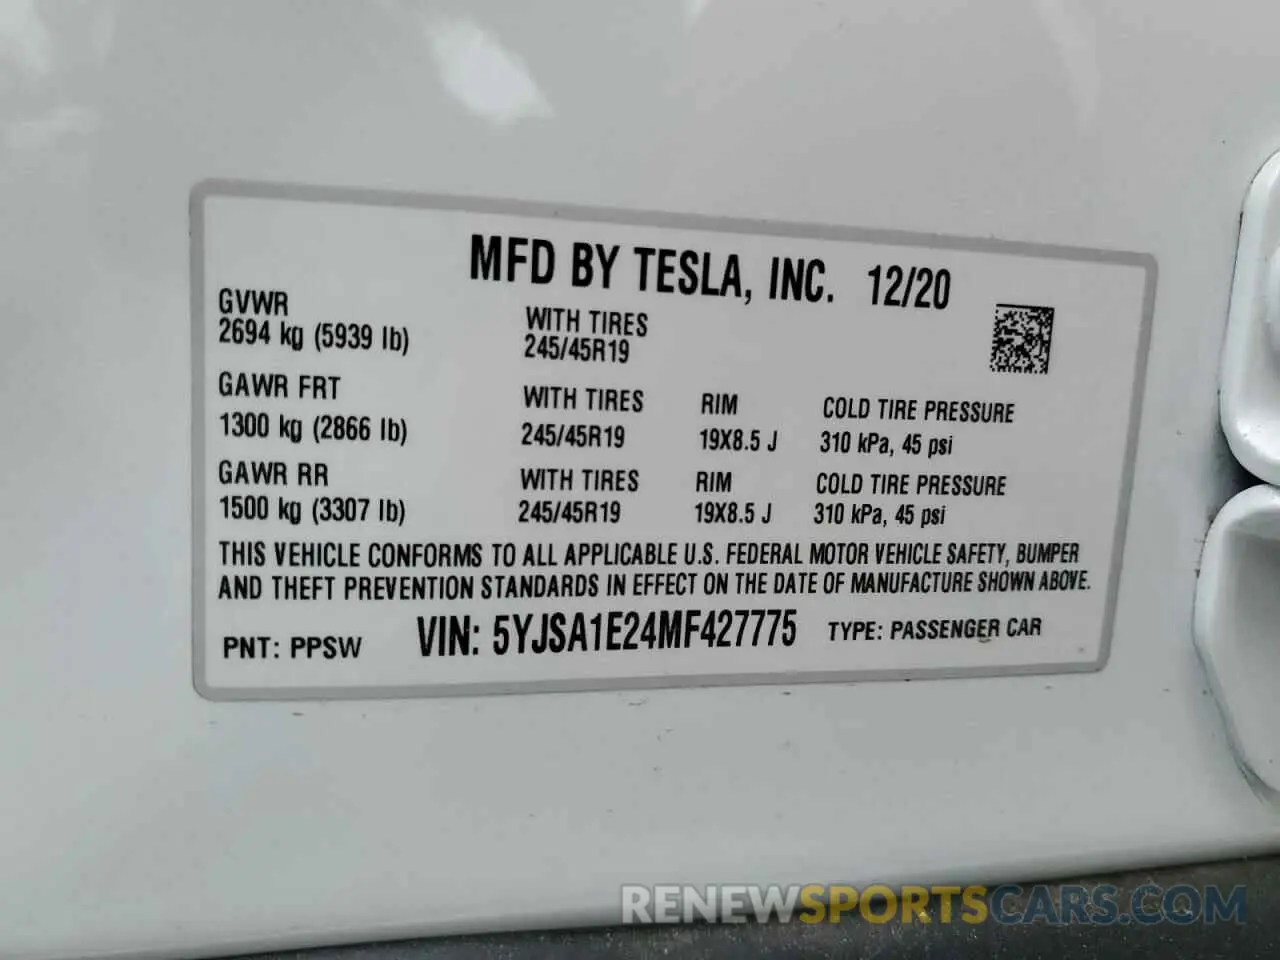 MFD BY TESLA, INC. 12/20
GVWR
2694 kg (5939 lb)
WITH TIRES
245/45R19
GAWR FRT
1300 kg (2866 lb)
WITH TIRES
245/45R19
RIM
19X8.5 J
COLD TIRE PRESSURE
310 kPa, 45 psi
GAWR RR
1500 kg (3307 lb)
WITH TIRES
245/45R19
RIM
19X8.5 J
COLD TIRE PRESSURE
310 kPa, 45 psi
THIS VEHICLE CONFORMS TO ALL APPLICABLE U.S. FEDERAL MOTOR VEHICLE SAFETY, BUMPER
AND THEFT PREVENTION STANDARDS IN EFFECT ON THE DATE OF MANUFACTURE SHOWN ABOVE.
PNT: PPSW VIN: 5YJSA1E24MF427775 TYPE: PASSENGER CAR
RENEWSPORTSCARS.COM